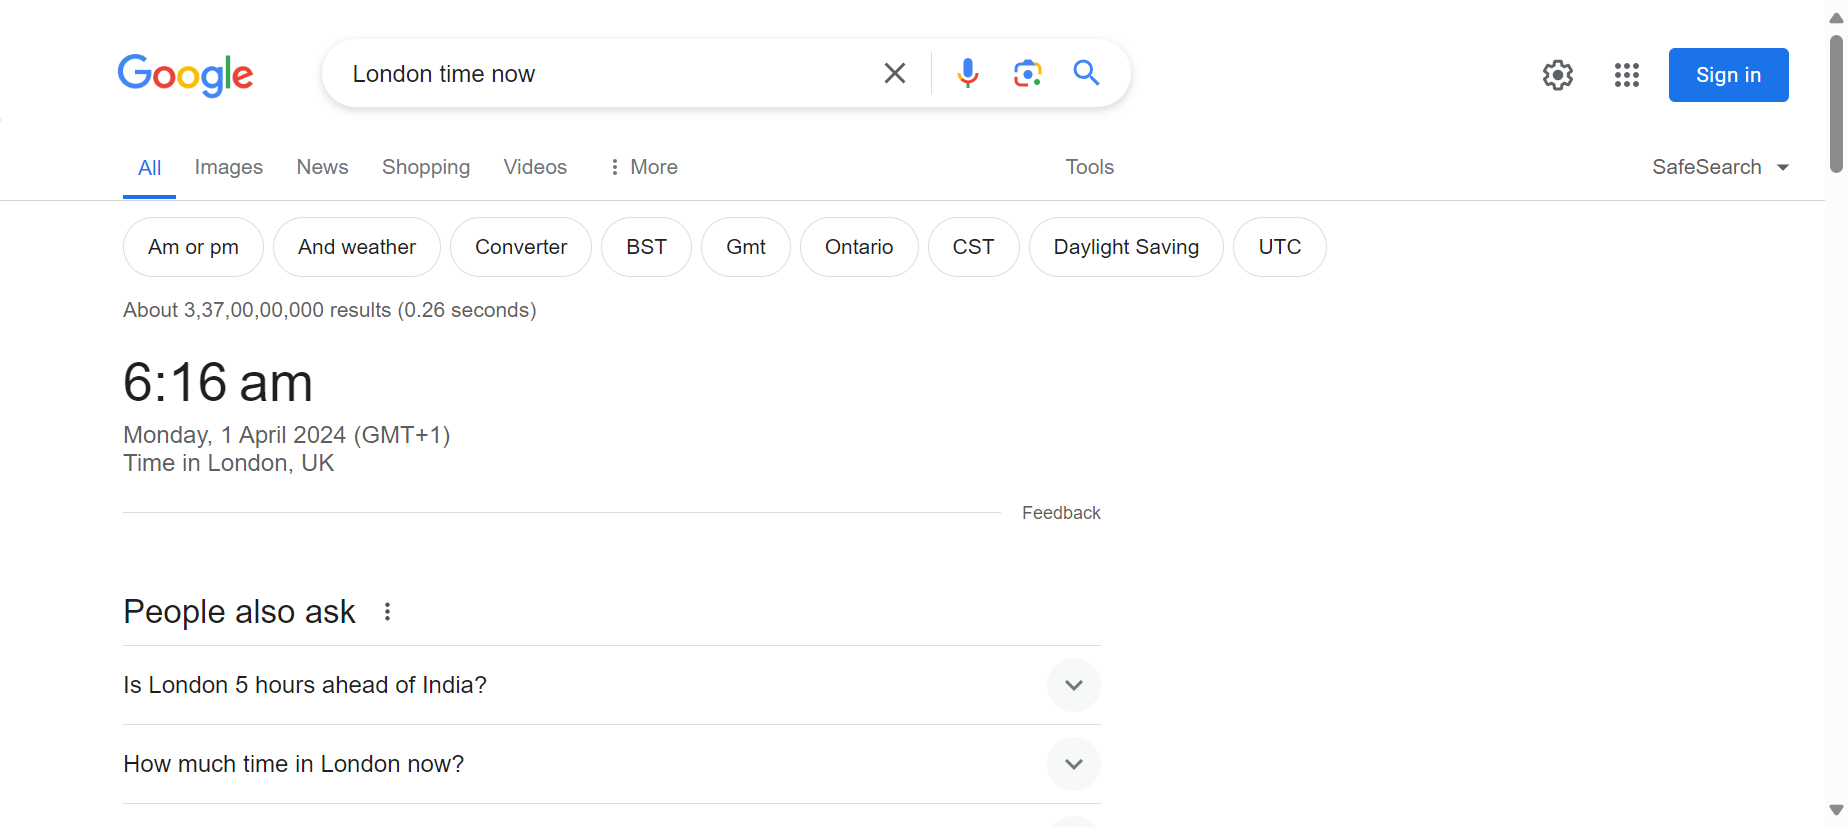 Google
London time now
Sign in
All Images News Shopping Videos More Tools SafeSearch
Am or pm And weather Converter BST Gmt Ontario CST Daylight Saving UTC
About 3,37,00,00,000 results (0.26 seconds)
6:16 am
Monday, 1 April 2024 (GMT+1)
Time in London, UK
Feedback
People also ask
Is London 5 hours ahead of India?
How much time in London now?